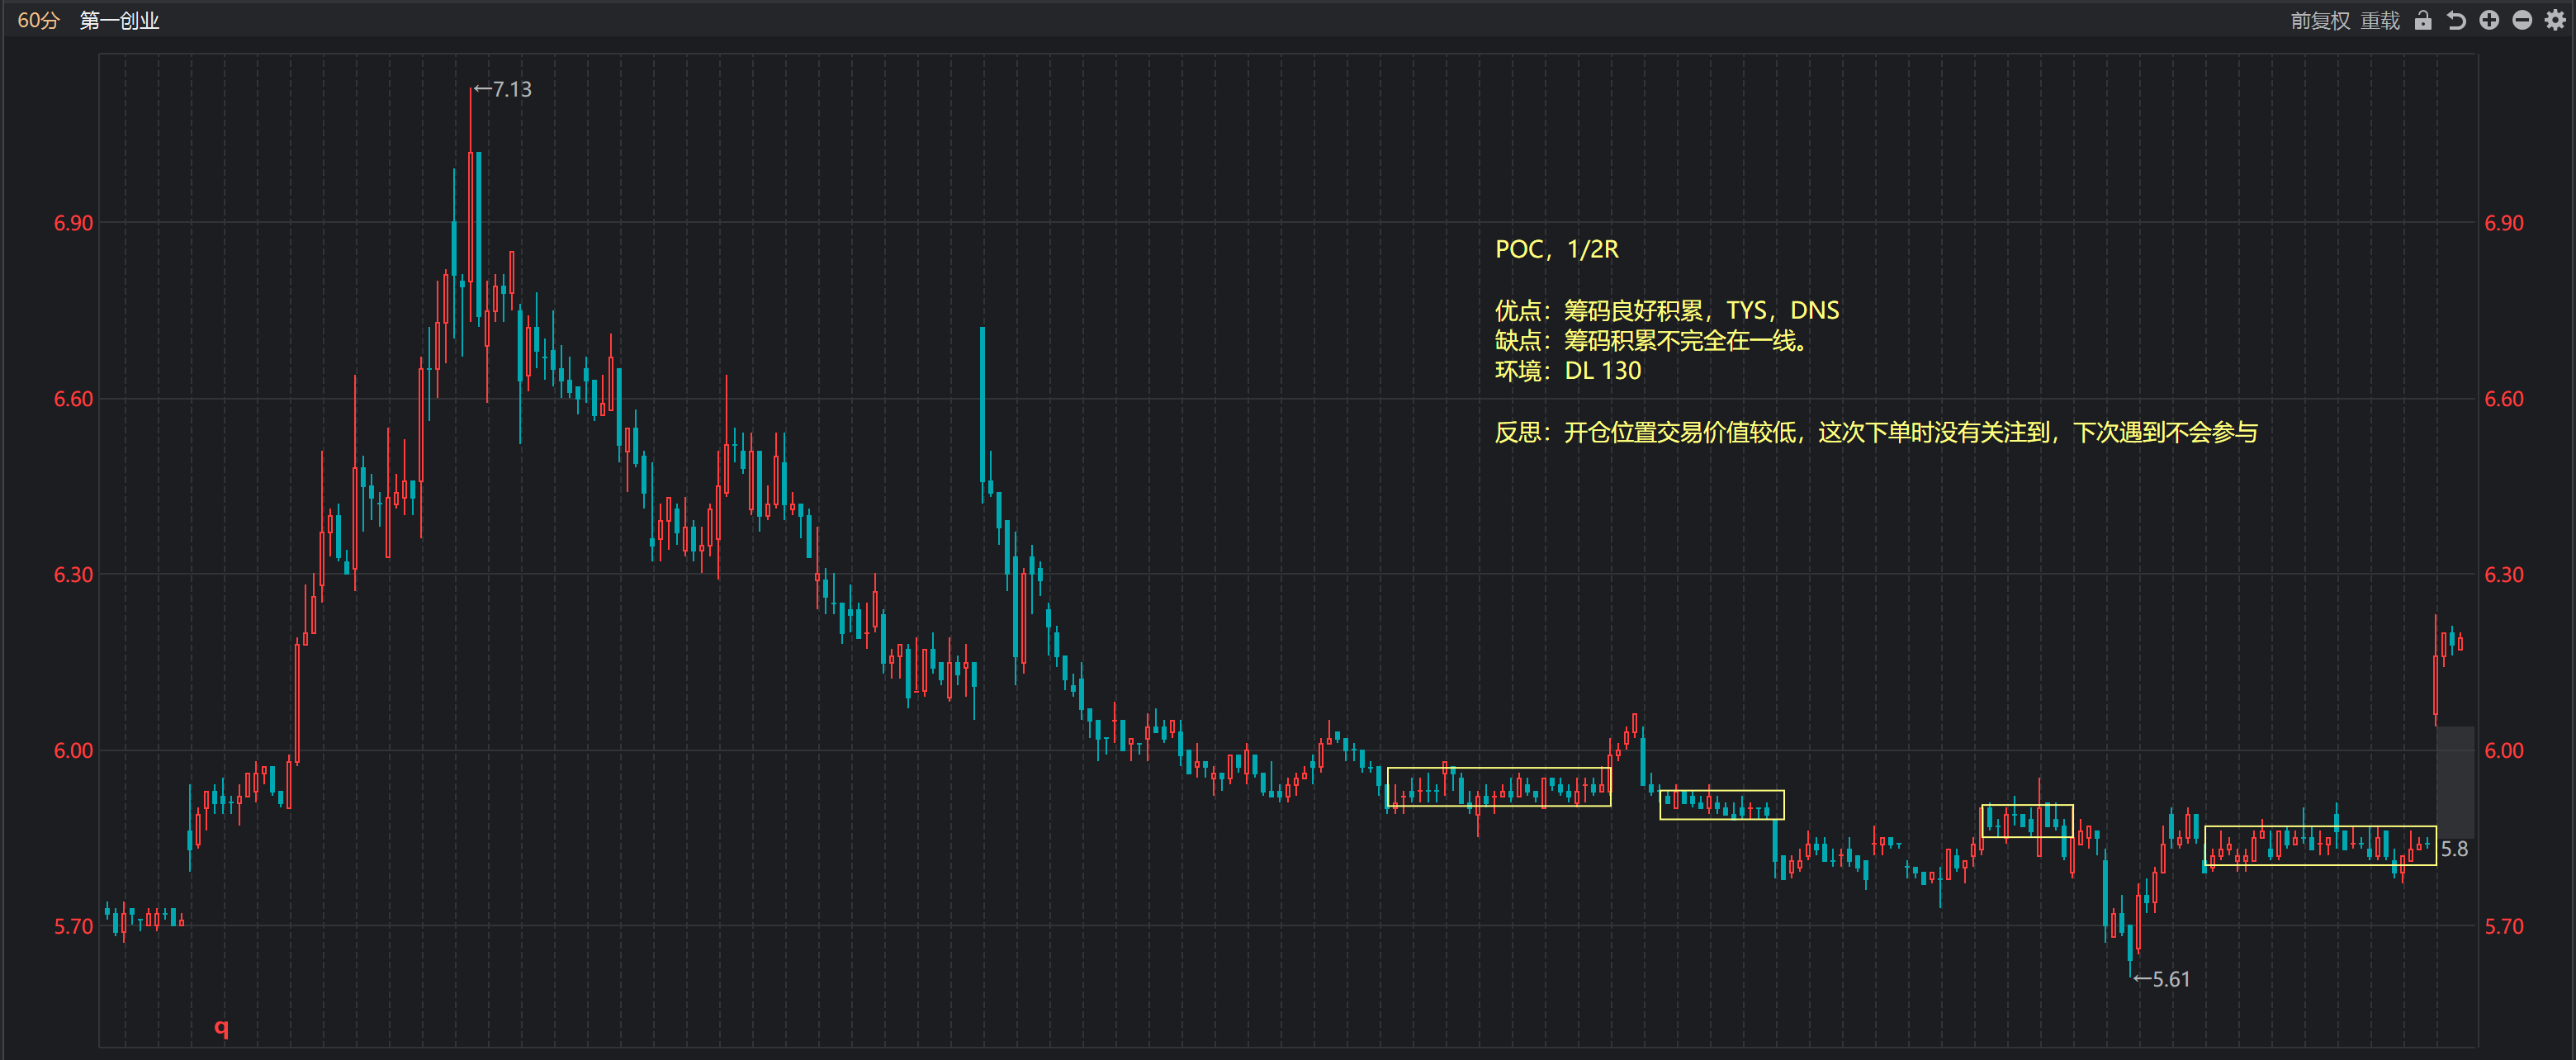 60分 第一创业 前复权 重载
←7.13
6.90 6.90
POC，1/2R
优点：筹码良好积累，TYS，DNS
缺点：筹码积累不完全在一线。
环境：DL 130
6.60 6.60
反思：开仓位置交易价值较低，这次下单时没有关注到，下次遇到不会参与
6.30 6.30
6.00 6.00
5.8
5.70 5.70
←5.61
q